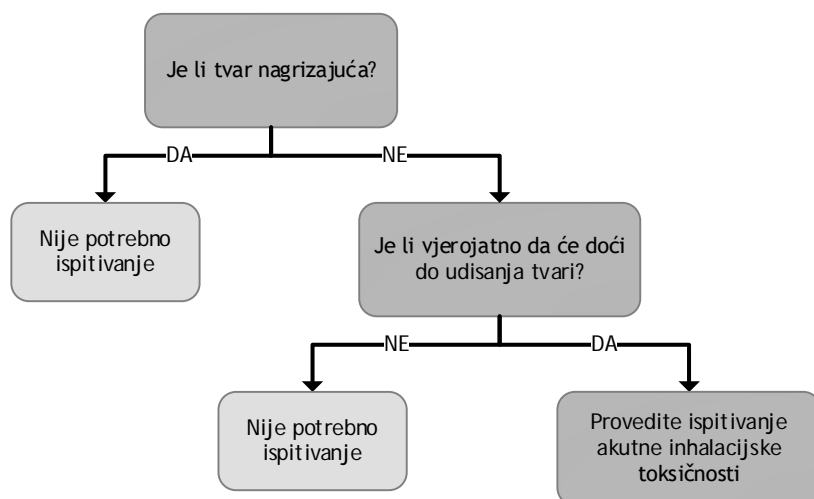 Je li tvar nagrizajuća?
DA
NE
Nije potrebno
ispitivanje
Je li vjerojatno da će doći
do udisanja tvari?
NE
DA
Nije potrebno
ispitivanje
Provedite ispitivanje
akutne inhalacijske
toksičnosti